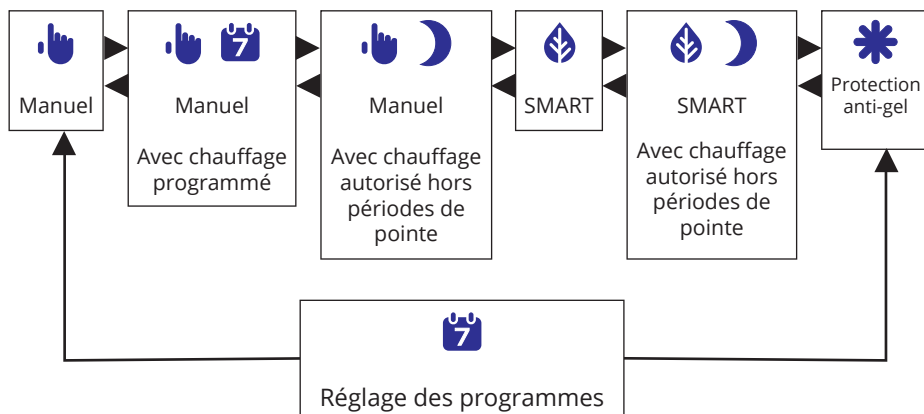 Manuel
7
Manuel
Avec chauffage
programmé
Manuel
Avec chauffage
autorisé hors
périodes de
pointe
SMART
SMART
Avec chauffage
autorisé hors
périodes de
pointe
Protection
anti-gel
7
Réglage des programmes